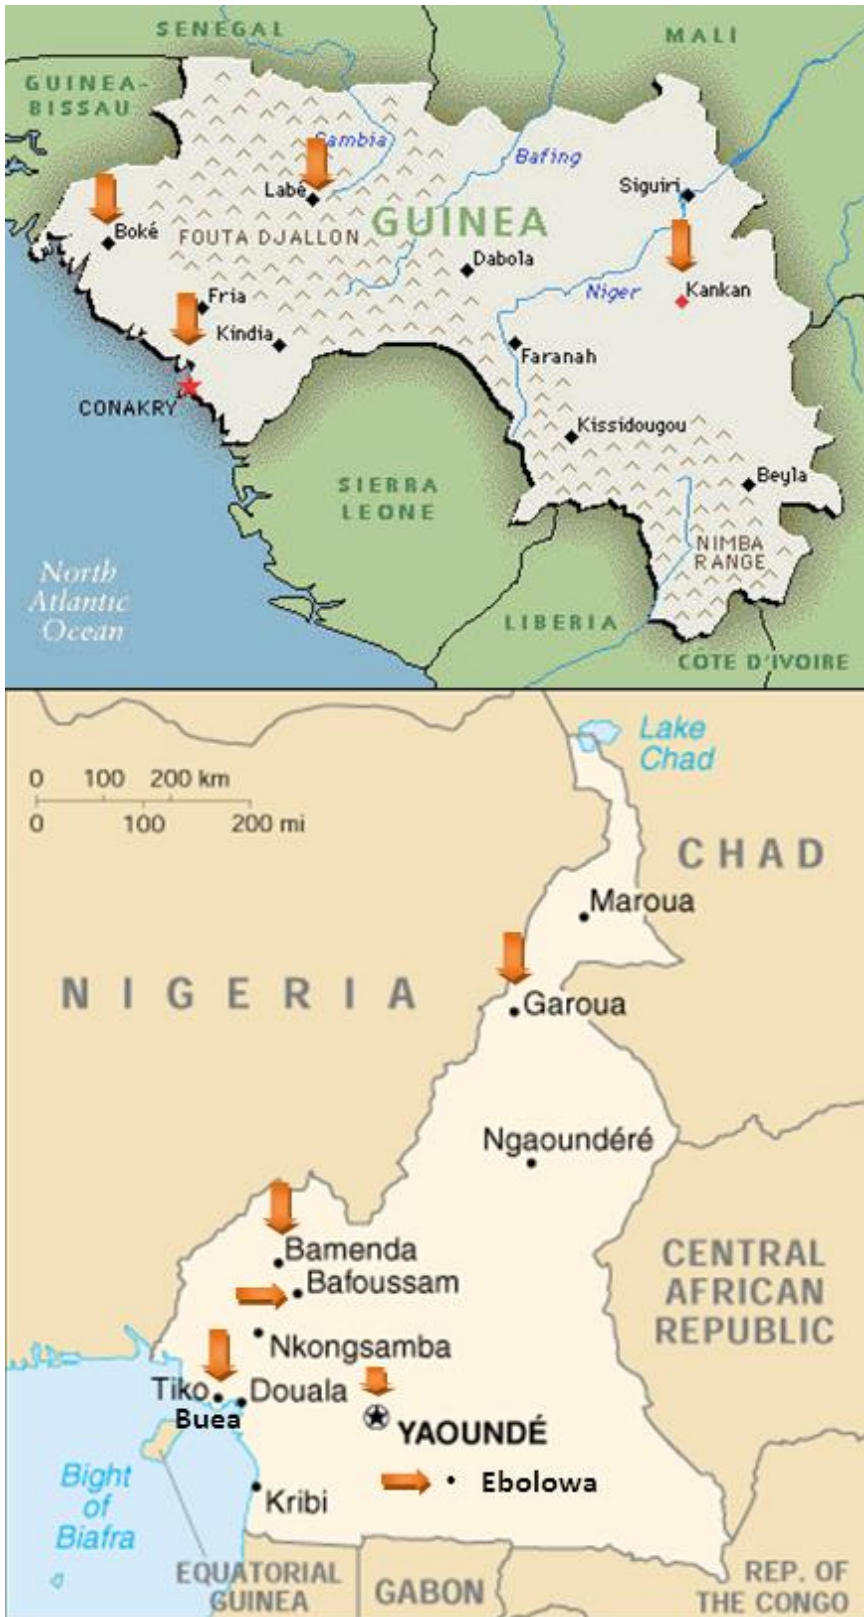 SENEGAL
MALI
GUINEA-
BISSAU
Gambia
Bafing
Labé
Siguiri
GUINEA
Boké
FOUTA DJALLON
Dabola
Kankan
Niger
Fria
Kindia
Faranah
CONAKRY
Kissidougou
Beyla
SIERRA
LEONE
NIMBA
RANGE
North
Atlantic
Ocean
LIBERIA
CÔTE D'IVOIRE
Lake
Chad
0 100 200 km
0 100 200 mi
CHAD
Maroua
NIGERIA
Garoua
Ngaoundéré
Bamenda
CENTRAL
AFRICAN
REPUBLIC
Bafoussam
Nkongsamba
Tiko
Douala
Buea
YAOUNDÉ
Bight
of
Biafra
Ebolowa
Kribi
EQUATORIAL
GUINEA
GABON
REP. OF
THE CONGO